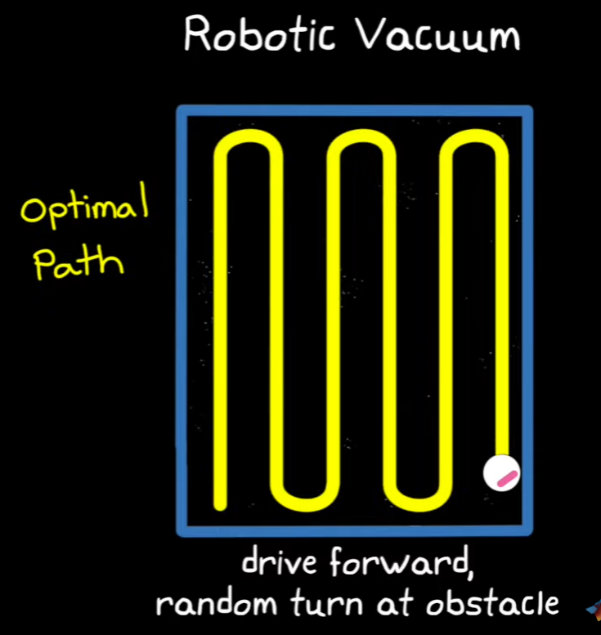 Robotic Vacuum
Optimal
Path
drive forward,
random turn at obstacle